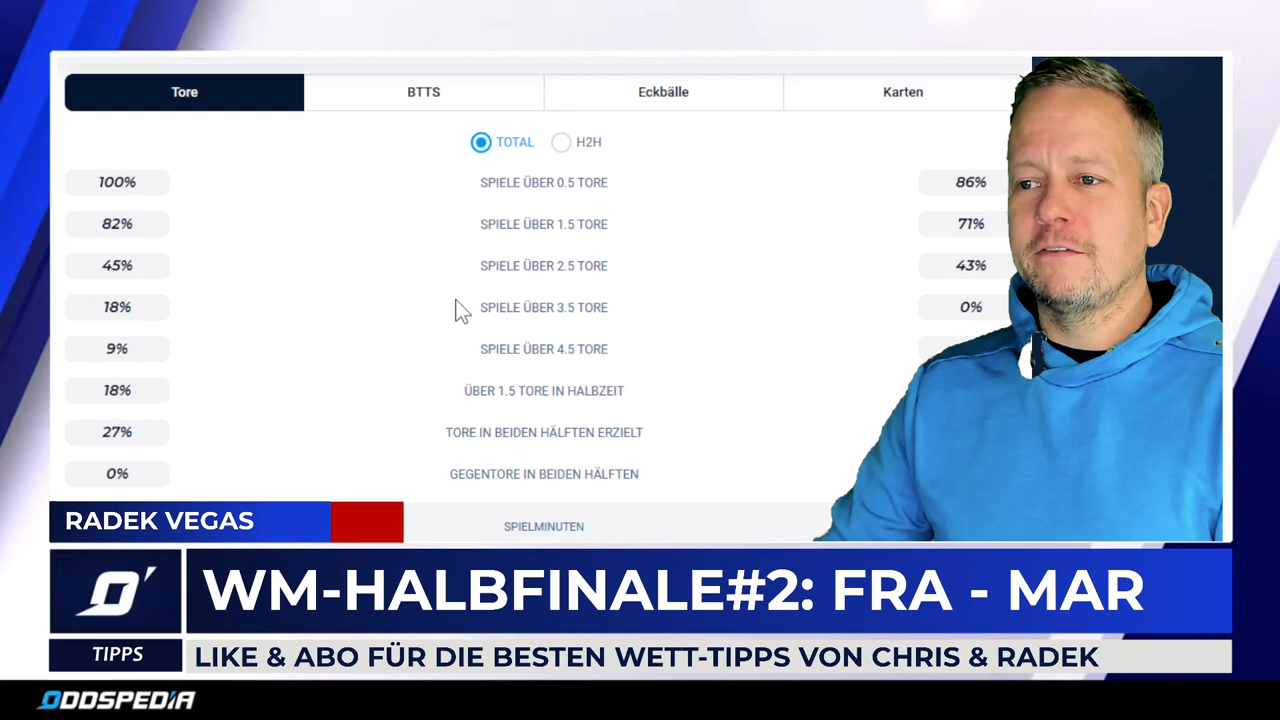 Tore BTTS Eckbälle Karten
TOTAL H2H
100% SPIELE ÜBER 0.5 TORE 86%
82% SPIELE ÜBER 1.5 TORE 71%
45% SPIELE ÜBER 2.5 TORE 43%
18% SPIELE ÜBER 3.5 TORE 0%
9% SPIELE ÜBER 4.5 TORE
18% ÜBER 1.5 TORE IN HALBZEIT
27% TORE IN BEIDEN HÄLFTEN ERZIELT
0% GEGENTORE IN BEIDEN HÄLFTEN
SPIELMINUTEN
RADEK VEGAS
WM-HALBFINALE#2: FRA - MAR
TIPPS
LIKE & ABO FÜR DIE BESTEN WETT-TIPPS VON CHRIS & RADEK
ODDSPEDIA